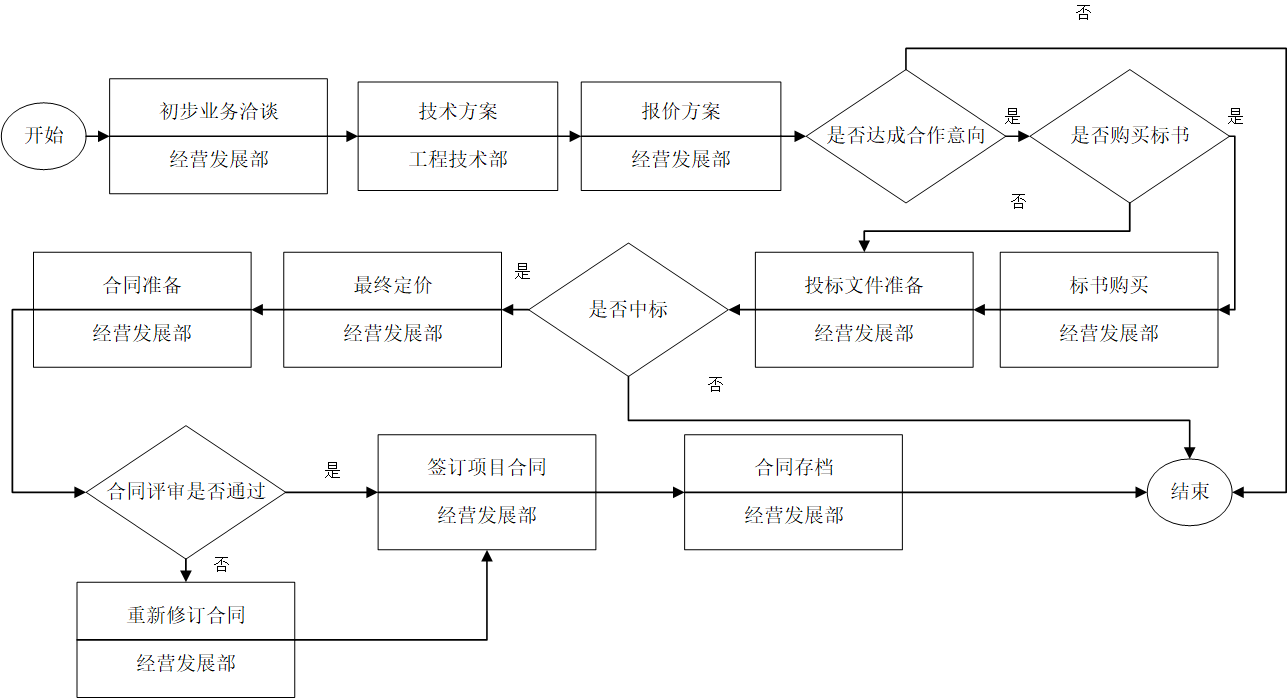 否
开始
初步业务洽谈
经营发展部
技术方案
工程技术部
报价方案
经营发展部
是否达成合作意向
是
是否购买标书
是
否
合同准备
经营发展部
最终定价
经营发展部
是
是否中标
投标文件准备
经营发展部
标书购买
经营发展部
否
合同评审是否通过
是
签订项目合同
经营发展部
合同存档
经营发展部
结束
否
重新修订合同
经营发展部